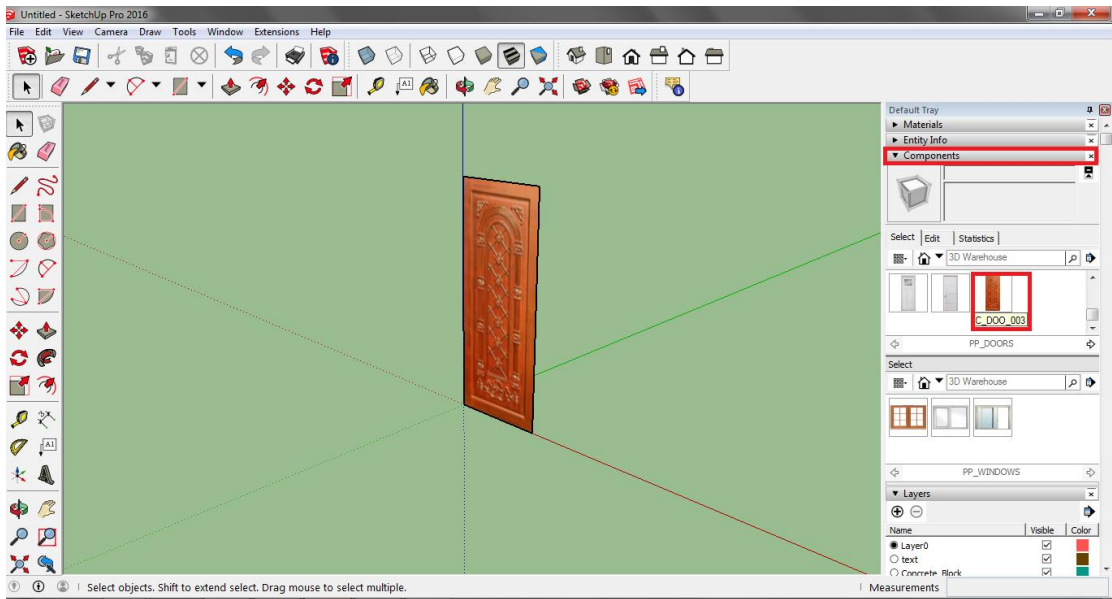 Untitled - SketchUp Pro 2016
File Edit View Camera Draw Tools Window Extensions Help
A1
Default Tray
Materials
Entity Info
Components
Select Edit Statistics
3D Warehouse
C_DOO_003
PP_DOORS
Select
3D Warehouse
PP_WINDOWS
Layers
Name Visible Color
Layer0
text
Concrete_Block
A1
Select objects. Shift to extend select. Drag mouse to select multiple.
Measurements